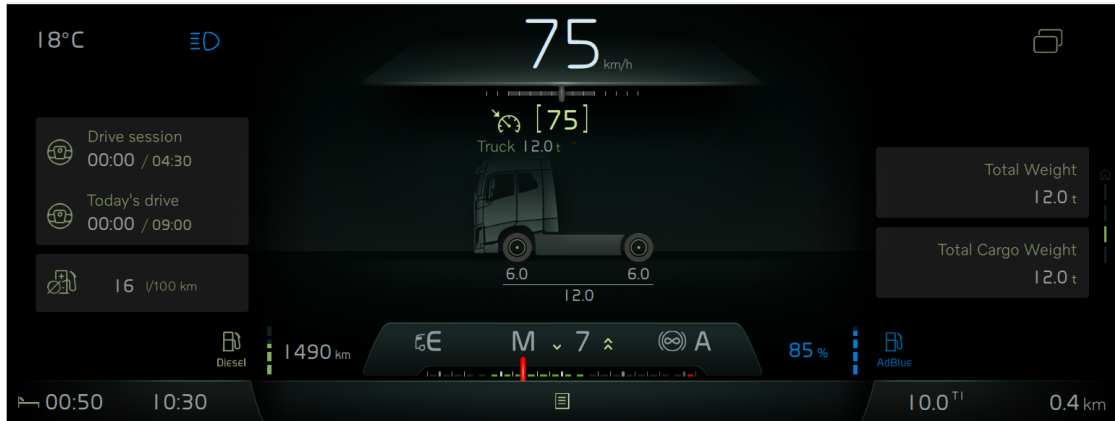 18°C
75 km/h
[75]
Truck 12.0 t
Drive session
00:00 / 04:30
Today's drive
00:00 / 09:00
16 l/100 km
6.0 6.0
12.0
Total Weight
12.0 t
Total Cargo Weight
12.0 t
Diesel
1490 km
E M 7 A
85 %
AdBlue
00:50 10:30
10.0 T1 0.4 km